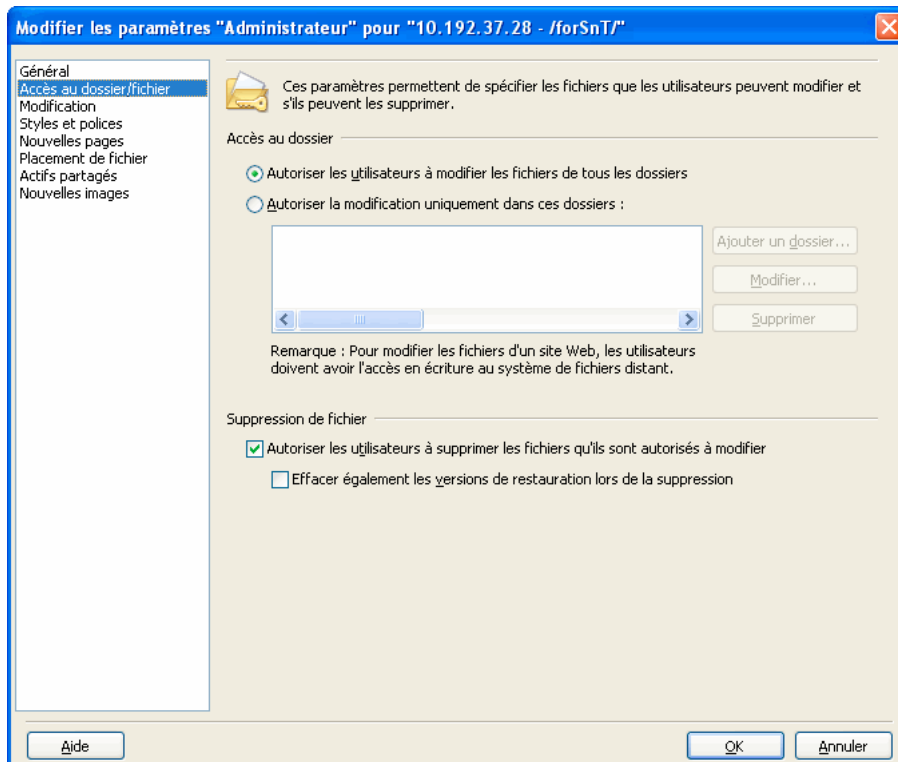 Modifier les paramètres "Administrateur" pour "10.192.37.28 - /forSnT/"
Général
Accès au dossier/fichier
Modification
Styles et polices
Nouvelles pages
Placement de fichier
Actifs partagés
Nouvelles images
Ces paramètres permettent de spécifier les fichiers que les utilisateurs peuvent modifier et
s'ils peuvent les supprimer.
Accès au dossier
Autoriser les utilisateurs à modifier les fichiers de tous les dossiers
Autoriser la modification uniquement dans ces dossiers :
Ajouter un dossier...
Modifier...
Supprimer
Remarque : Pour modifier les fichiers d'un site Web, les utilisateurs
doivent avoir l'accès en écriture au système de fichiers distant.
Suppression de fichier
Autoriser les utilisateurs à supprimer les fichiers qu'ils sont autorisés à modifier
Effacer également les versions de restauration lors de la suppression
Aide
OK
Annuler